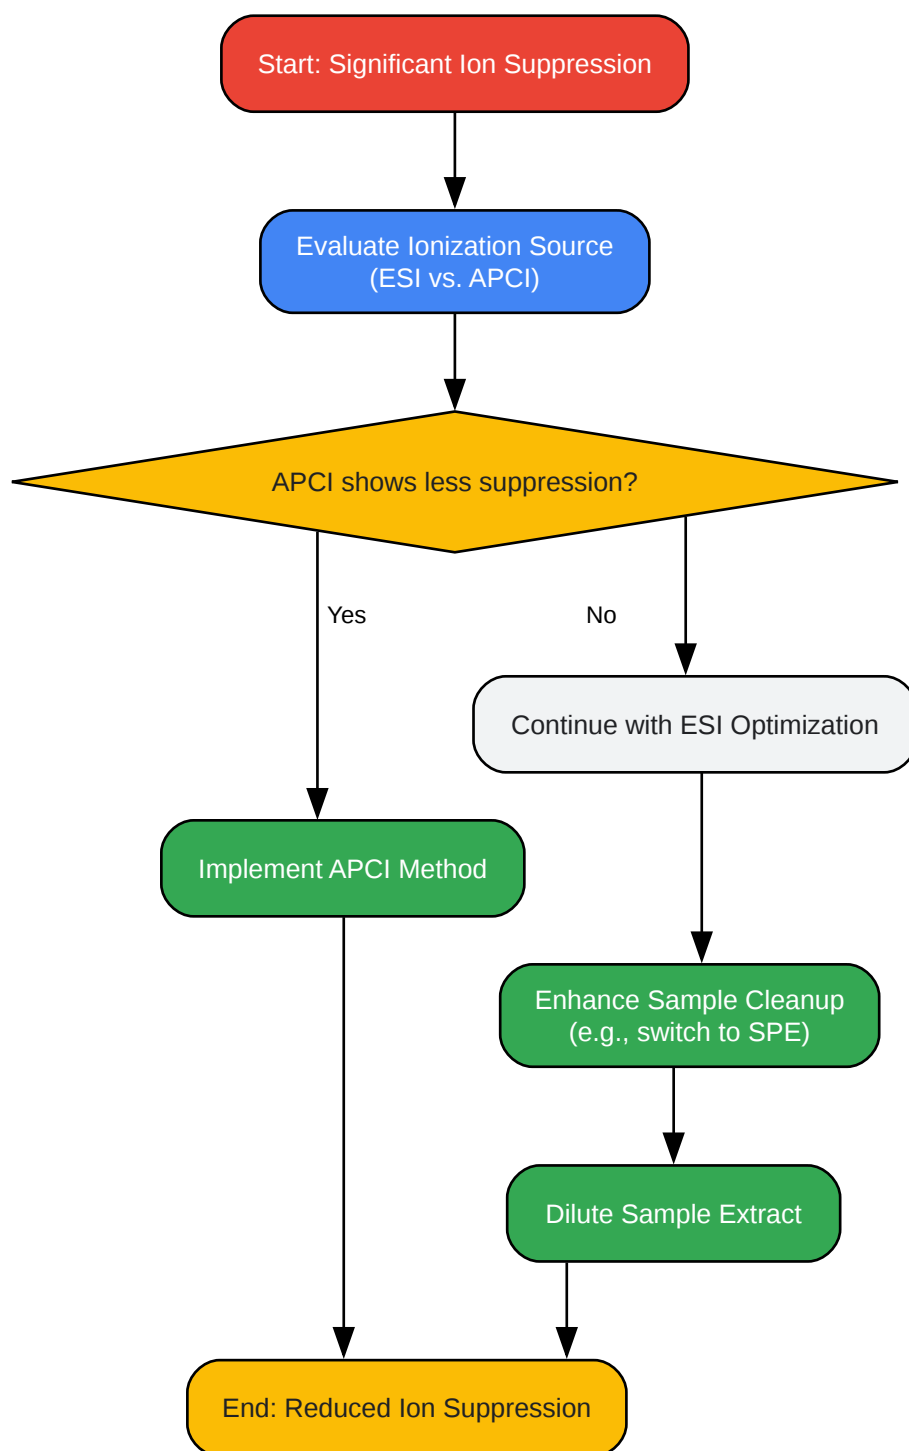 Start: Significant Ion Suppression
Evaluate Ionization Source
(ESI vs. APCI)
APCI shows less suppression?
Yes
No
Continue with ESI Optimization
Implement APCI Method
Enhance Sample Cleanup
(e.g., switch to SPE)
Dilute Sample Extract
End: Reduced Ion Suppression